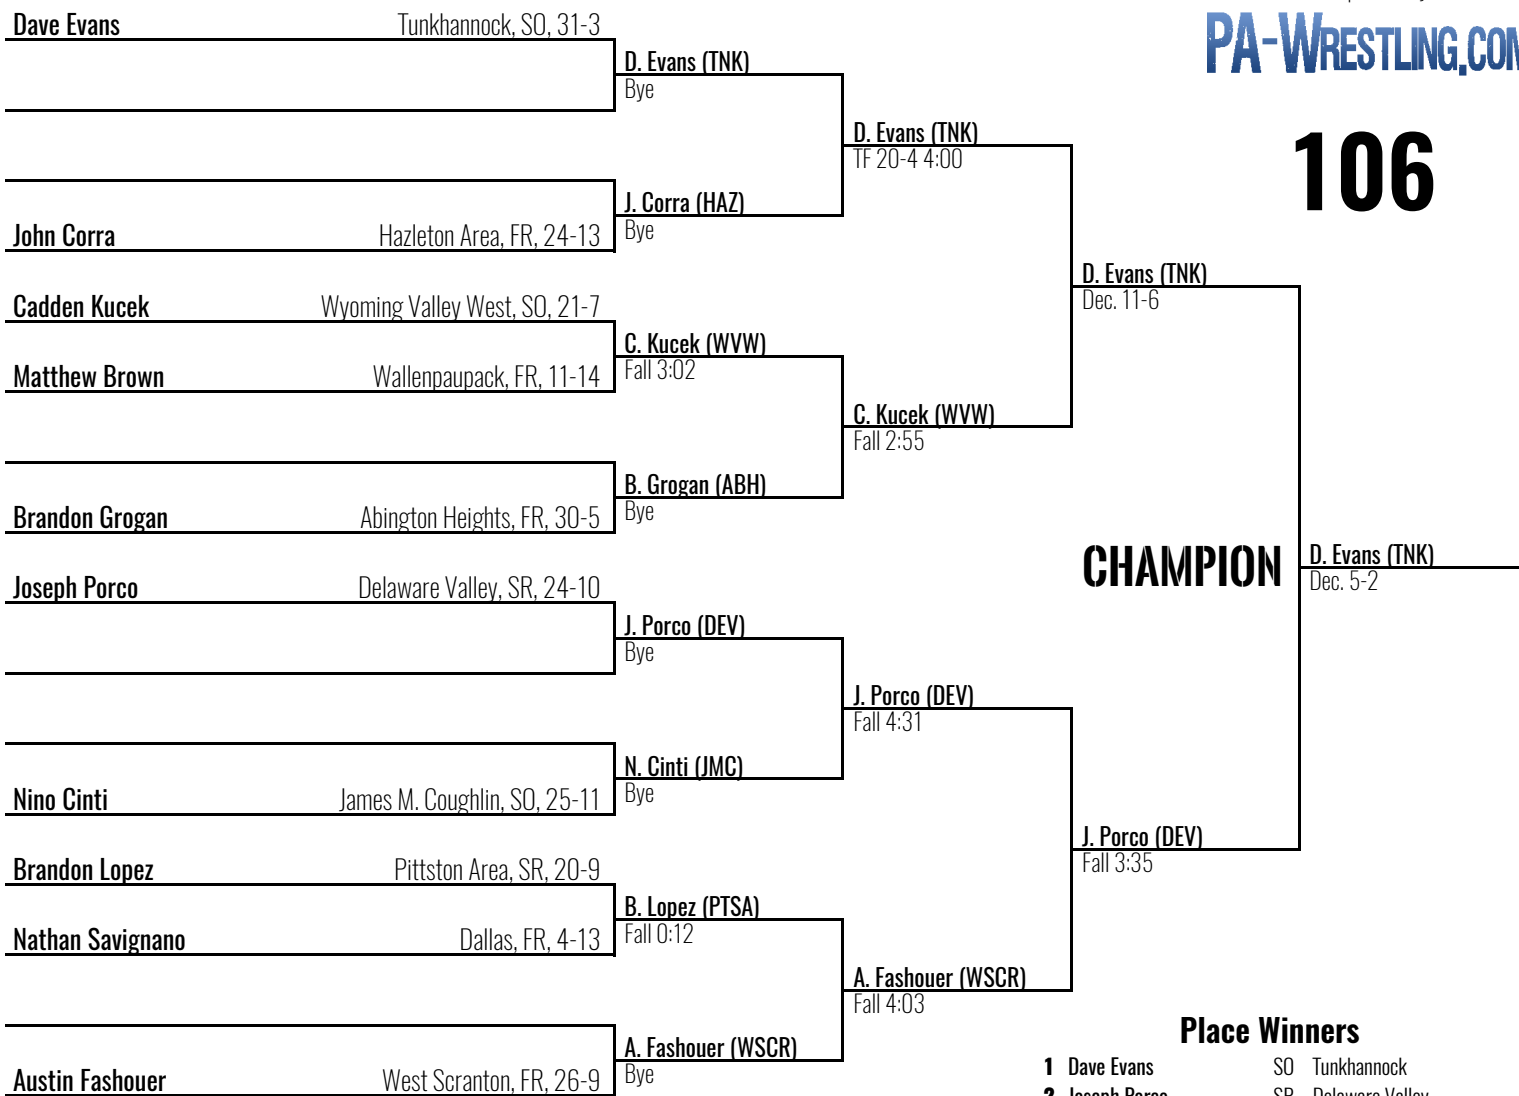 Dave Evans Tunkhannock, SO, 31-3
D. Evans (TNK)
Bye
PA-WRESTLING.COM
D. Evans (TNK)
TF 20-4 4:00
106
J. Corra (HAZ)
Bye
John Corra Hazleton Area, FR, 24-13
D. Evans (TNK)
Dec. 11-6
Cadden Kucek Wyoming Valley West, SO, 21-7
C. Kucek (WVW)
Fall 3:02
Matthew Brown Wallenpaupack, FR, 11-14
C. Kucek (WVW)
Fall 2:55
B. Grogan (ABH)
Bye
Brandon Grogan Abington Heights, FR, 30-5
CHAMPION
D. Evans (TNK)
Dec. 5-2
Joseph Porco Delaware Valley, SR, 24-10
J. Porco (DEV)
Bye
J. Porco (DEV)
Fall 4:31
N. Cinti (JMC)
Bye
Nino Cinti James M. Coughlin, SO, 25-11
J. Porco (DEV)
Fall 3:35
Brandon Lopez Pittston Area, SR, 20-9
B. Lopez (PTSA)
Fall 0:12
Nathan Savignano Dallas, FR, 4-13
A. Fashouer (WSCR)
Fall 4:03
A. Fashouer (WSCR)
Bye
Austin Fashouer West Scranton, FR, 26-9
Place Winners
1 Dave Evans SO Tunkhannock
2 Joseph Porco SR Delaware Valley